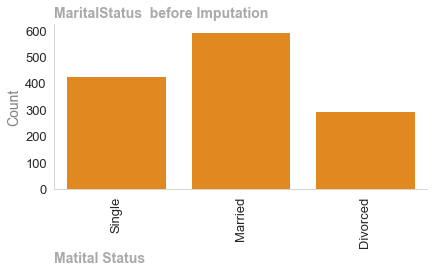 MaritalStatus  before Imputation
600
500
400
300
200
100
0
Count
Single
Married
Divorced
Matital Status